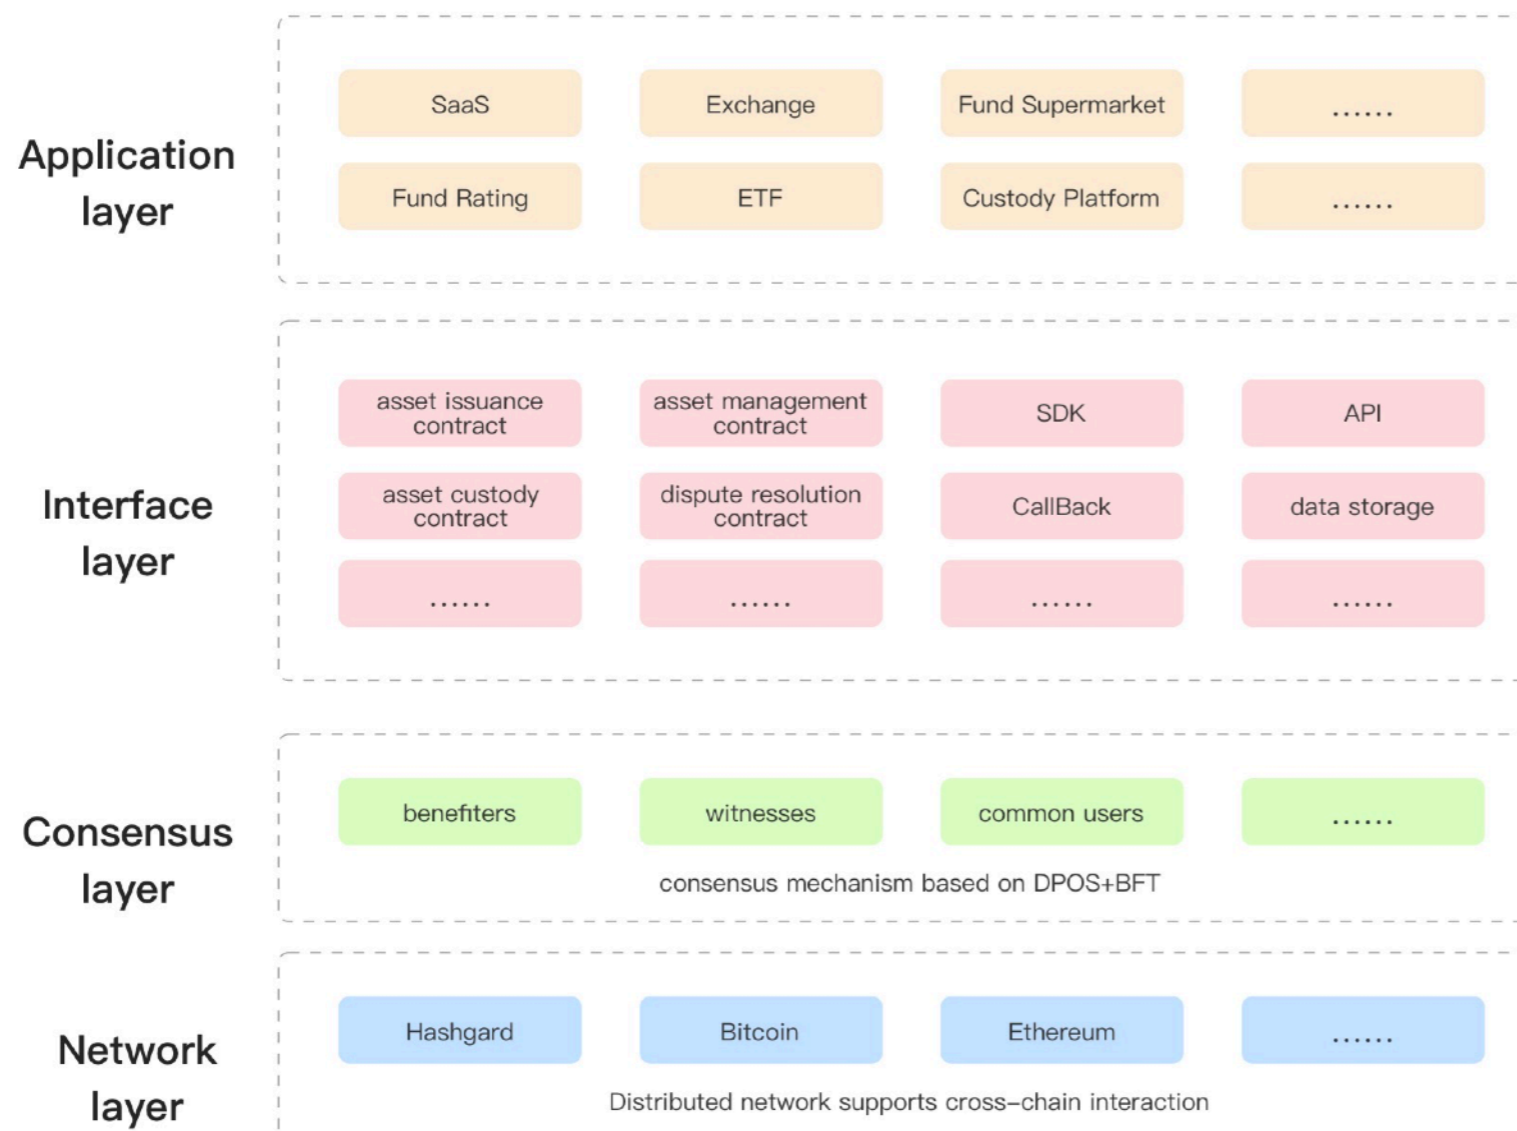 Application
layer
SaaS
Exchange
Fund Supermarket
......
Fund Rating
ETF
Custody Platform
......
Interface
layer
asset issuance
contract
asset management
contract
SDK
API
asset custody
contract
dispute resolution
contract
CallBack
data storage
......
......
......
......
Consensus
layer
benefiters
witnesses
common users
......
consensus mechanism based on DPOS+BFT
Network
layer
Hashgard
Bitcoin
Ethereum
......
Distributed network supports cross-chain interaction